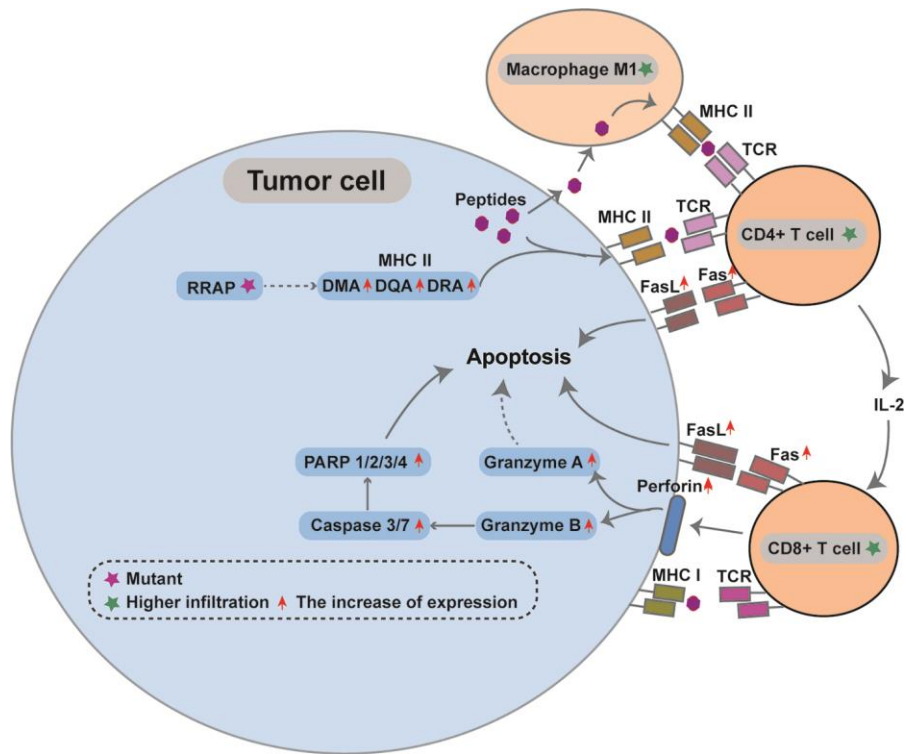 Macrophage M1
MHC II
TCR
Tumor cell
Peptides
MHC II
TCR
CD4+ T cell
MHC II
RRAP
DMA DQA DRA
FasL
Fas
Apoptosis
IL-2
FasL
Fas
PARP 1/2/3/4
Granzyme A
Perforin
Caspase 3/7
Granzyme B
CD8+ T cell
MHC I
TCR
Mutant
Higher infiltration
The increase of expression